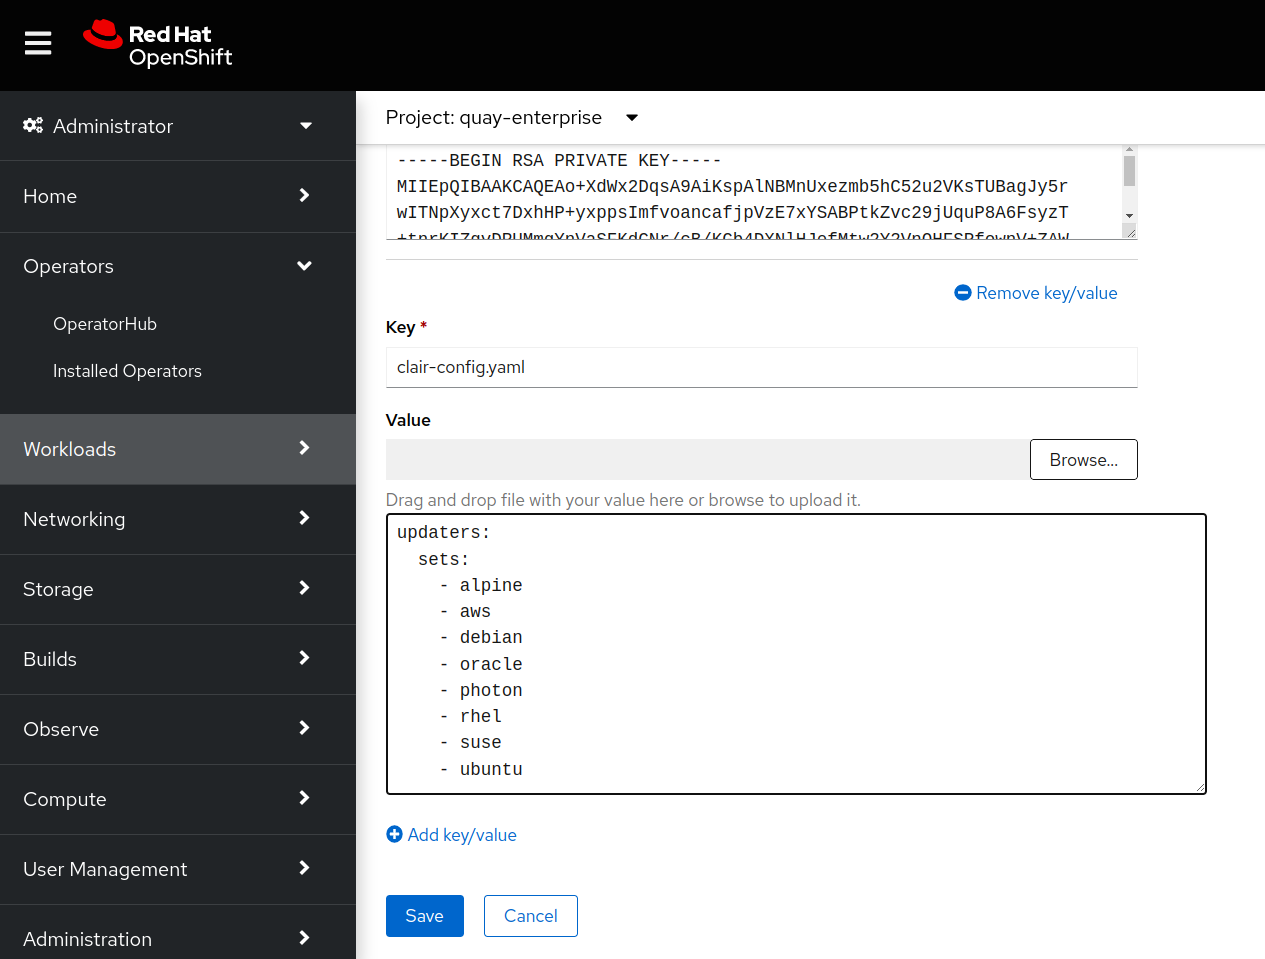 Red Hat
OpenShift
Administrator
Home
Operators
OperatorHub
Installed Operators
Workloads
Networking
Storage
Builds
Observe
Compute
User Management
Administration
Project: quay-enterprise
-----BEGIN RSA PRIVATE KEY-----
MIIEpQIBAAKCAQEAo+XdWx2DqsA9AiKspAlNBMnUxezmb5hC52u2VKsTUBagJy5r
wITNpXyxct7DxhHP+yxppsImfvoancafjpVzE7xYSABPtkZvc29jUquP8A6FsyzT
Remove key/value
Key *
clair-config.yaml
Value
Browse...
Drag and drop file with your value here or browse to upload it.
updaters:
  sets:
    - alpine
    - aws
    - debian
    - oracle
    - photon
    - rhel
    - suse
    - ubuntu
Add key/value
Save
Cancel